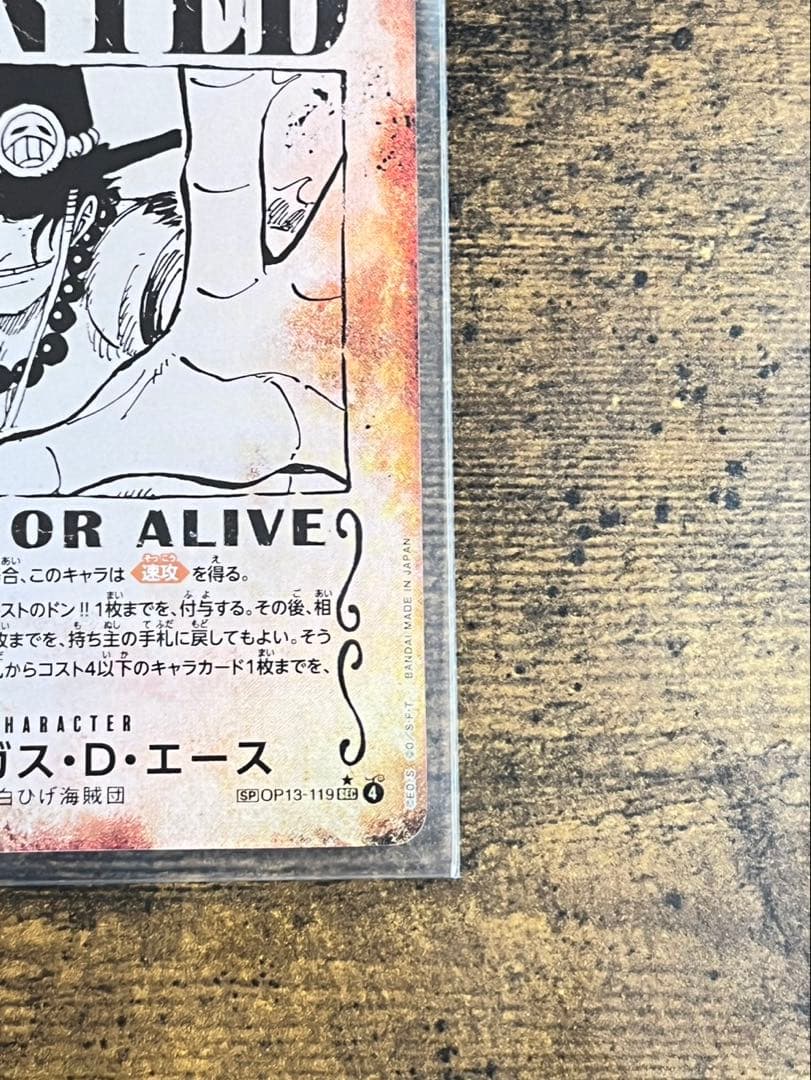 NTED
OR ALIVE
合、このキャラは 速攻 を得る。
ストのドン!!1枚までを、付与する。その後、相
枚までを、持ち主の手札に戻してもよい。そう
からコスト4以下のキャラカード1枚までを、
CHARACTER
ガス・D・エース
白ひげ海賊団
SP OP13-119 SEC 4
©E.O./S. ©O./S.F.T. BANDAI MADE IN JAPAN